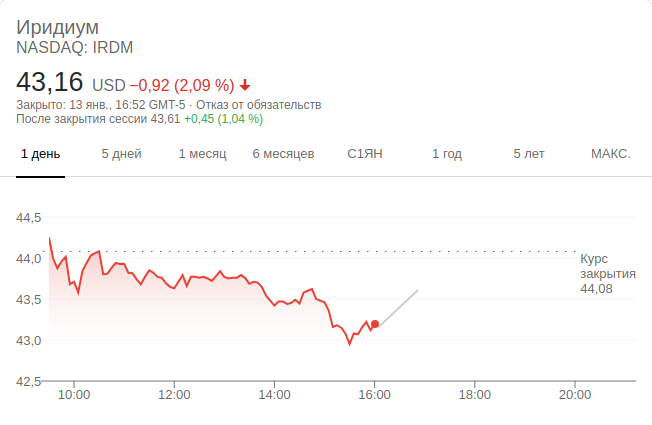 Иридиум
NASDAQ: IRDM
43,16 USD −0,92 (2,09 %)
Закрыто: 13 янв., 16:52 GMT-5 · Отказ от обязательств
После закрытия сессии 43,61 +0,45 (1,04 %)
1 день 5 дней 1 месяц 6 месяцев С1ЯН 1 год 5 лет МАКС.
44,5
44,0
43,5
43,0
42,5
Курс
закрытия
44,08
10:00 12:00 14:00 16:00 18:00 20:00